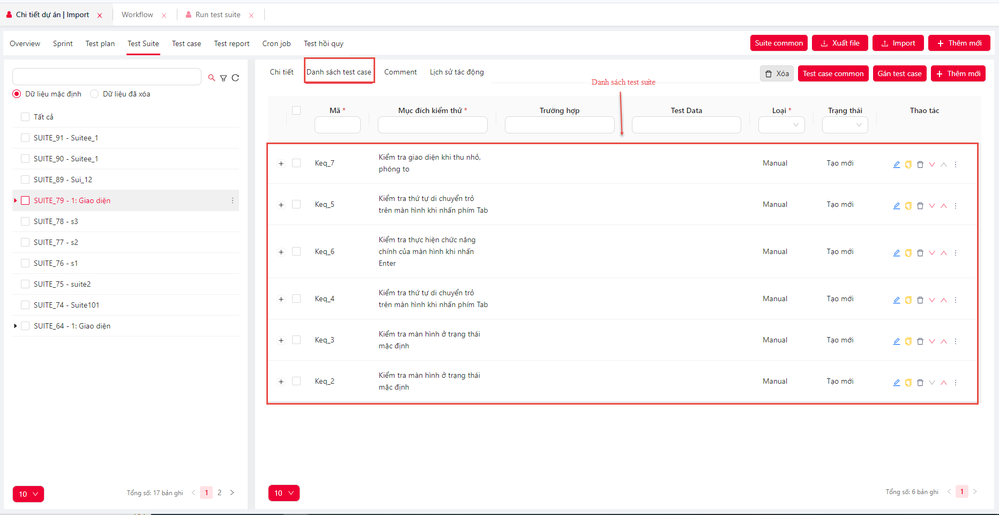 Chi tiết dự án | Import
Workflow
Run test suite
Overview
Sprint
Test plan
Test Suite
Test case
Test report
Cron job
Test hồi quy
Suite common
Xuất file
Import
Thêm mới
Dữ liệu mặc định
Dữ liệu đã xóa
Tất cả
SUITE_91 - Suitee_1
SUITE_90 - Suitee_1
SUITE_89 - Sui_12
SUITE_79 - 1: Giao diện
SUITE_78 - s3
SUITE_77 - s2
SUITE_76 - s1
SUITE_75 - suite2
SUITE_74 - Suite101
SUITE_64 - 1: Giao diện
10
Tổng số: 17 bản ghi
1
2
Chi tiết
Danh sách test case
Comment
Lịch sử tác động
Xóa
Test case common
Gán test case
Thêm mới
Danh sách test suite
Mã *
Mục đích kiểm thử *
Trường hợp
Test Data
Loại *
Trạng thái
Thao tác
Keq_7
Kiểm tra giao diện khi thu nhỏ,
phóng to
Manual
Tạo mới
Keq_5
Kiểm tra thứ tự di chuyển trỏ
trên màn hình khi nhấn phím Tab
Manual
Tạo mới
Keq_6
Kiểm tra thực hiện chức năng
chính của màn hình khi nhấn
Enter
Manual
Tạo mới
Keq_4
Kiểm tra thứ tự di chuyển trỏ
trên màn hình khi nhấn phím Tab
Manual
Tạo mới
Keq_3
Kiểm tra màn hình ở trạng thái
mặc định
Manual
Tạo mới
Keq_2
Kiểm tra màn hình ở trạng thái
mặc định
Manual
Tạo mới
10
Tổng số: 6 bản ghi
1